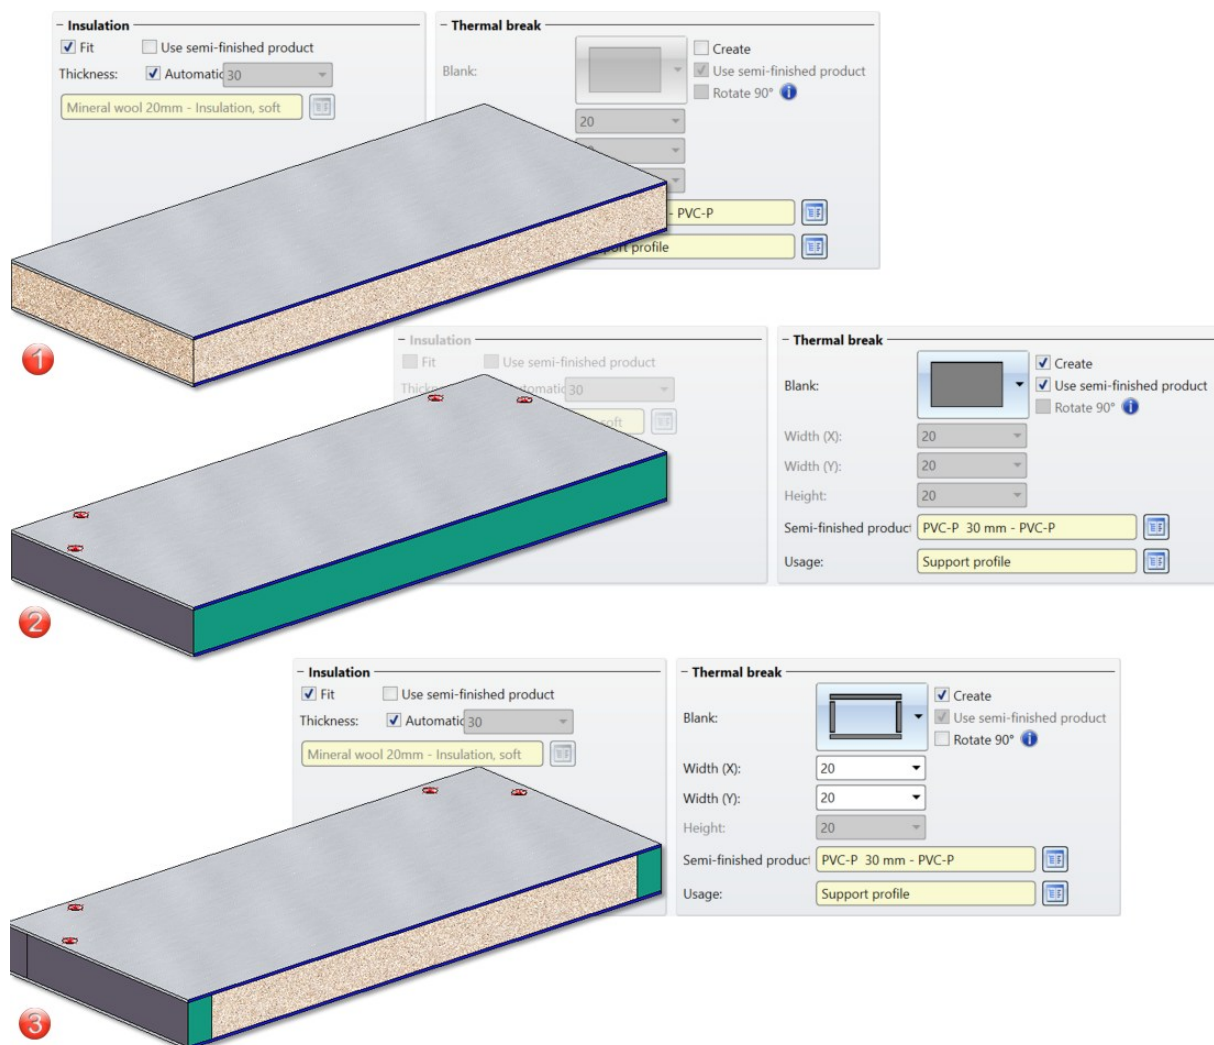 Insulation
Fit
Use semi-finished product
Thickness:
Automatic
30
Mineral wool 20mm - Insulation, soft
Thermal break
Blank:
Create
Use semi-finished product
Rotate 90°
20
- PVC-P
profile
1
Insulation
Fit
Use semi-finished product
30
soft
Thermal break
Blank:
Create
Use semi-finished product
Rotate 90°
Width (X):
20
Width (Y):
20
Height:
20
Semi-finished product
PVC-P 30 mm - PVC-P
Usage:
Support profile
2
Insulation
Fit
Use semi-finished product
Thickness:
Automatic
30
Mineral wool 20mm - Insulation, soft
Thermal break
Blank:
Create
Use semi-finished product
Rotate 90°
Width (X):
20
Width (Y):
20
Height:
20
Semi-finished product
PVC-P 30 mm - PVC-P
Usage:
Support profile
3